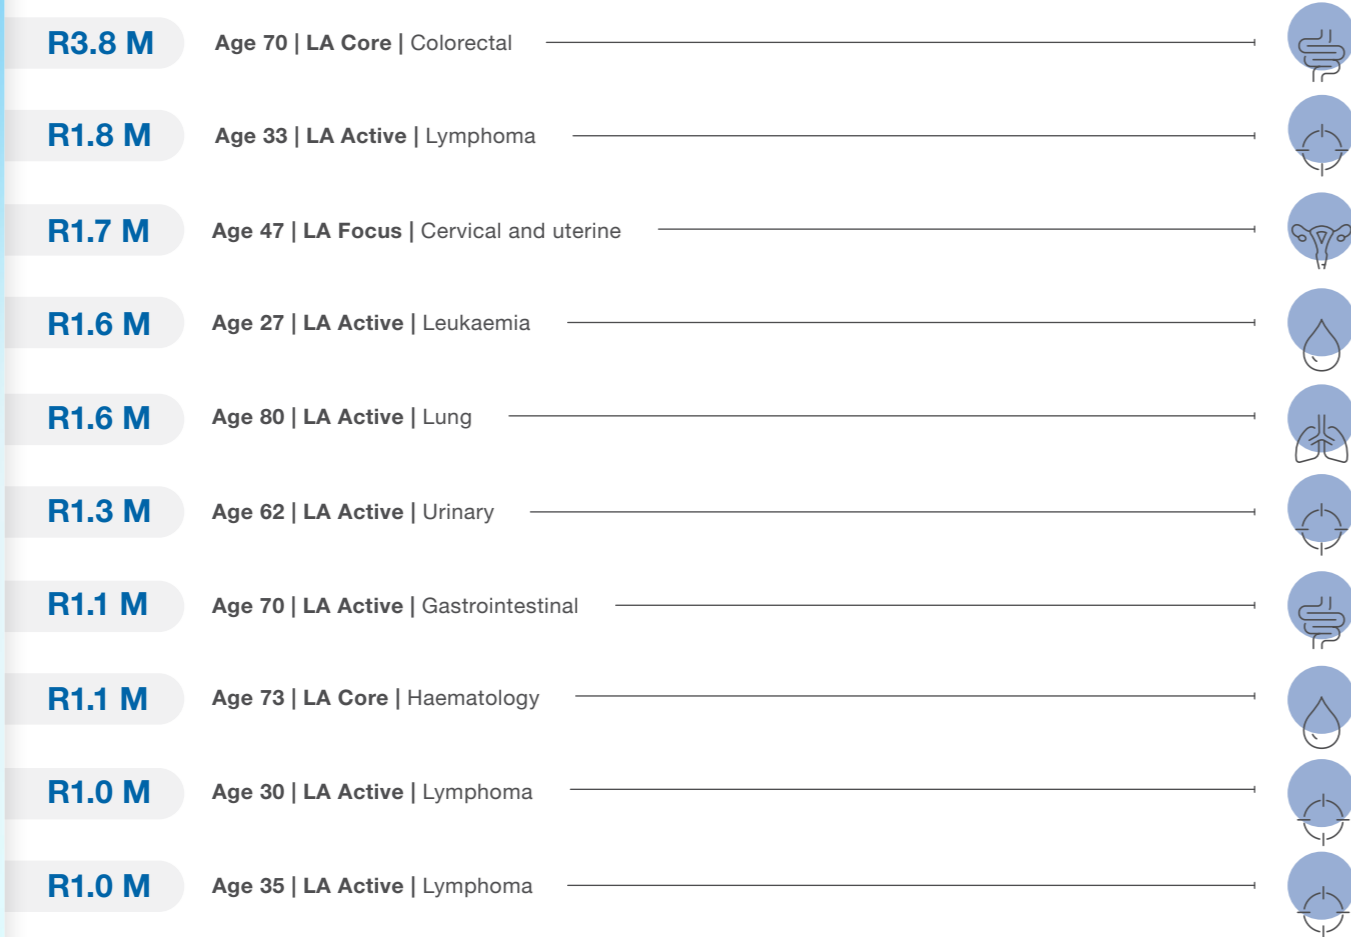 R3.8 M Age 70 | LA Core | Colorectal
R1.8 M Age 33 | LA Active | Lymphoma
R1.7 M Age 47 | LA Focus | Cervical and uterine
R1.6 M Age 27 | LA Active | Leukaemia
R1.6 M Age 80 | LA Active | Lung
R1.3 M Age 62 | LA Active | Urinary
R1.1 M Age 70 | LA Active | Gastrointestinal
R1.1 M Age 73 | LA Core | Haematology
R1.0 M Age 30 | LA Active | Lymphoma
R1.0 M Age 35 | LA Active | Lymphoma